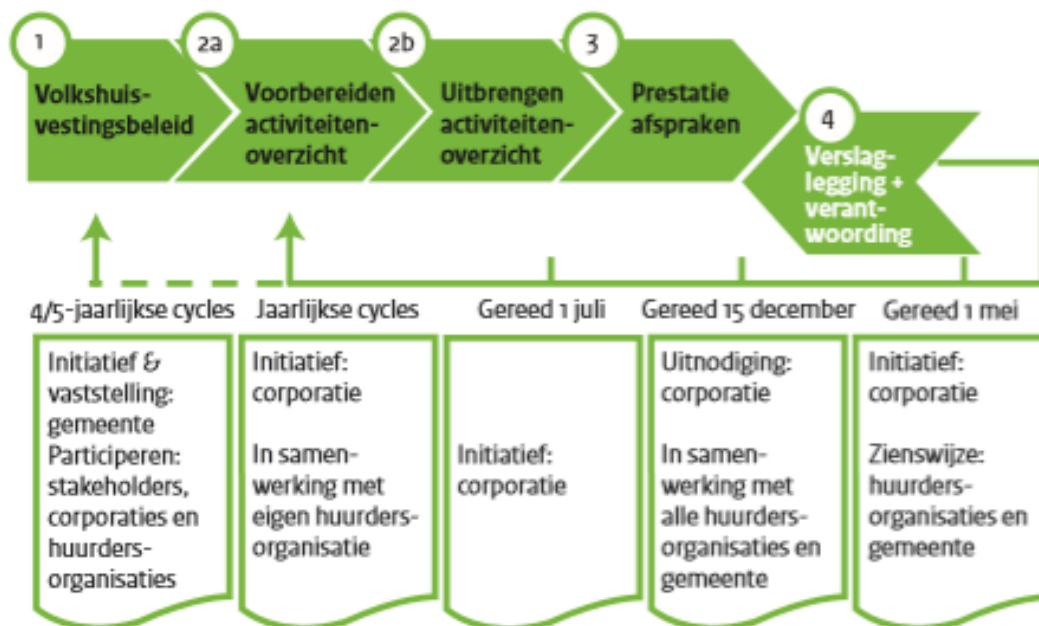 1
Volkshuis-
vestingsbeleid
2a
Voorbereiden
activiteiten-
overzicht
2b
Uitbrengen
activiteiten-
overzicht
3
Prestatie
afspraken
4
Verslag-
legging +
verant-
woording
4/5-jaarlijkse cycles
Initiatief &
vaststelling:
gemeente
Participeren:
stakeholders,
corporaties en
huurders-
organisaties
Jaarlijkse cycles
Initiatief:
corporatie
In samen-
werking met
eigen huurders-
organisatie
Gereed 1 juli
Initiatief:
corporatie
Gereed 15 december
Uitnodiging:
corporatie
In samen-
werking met
alle huurders-
organisaties en
gemeente
Gereed 1 mei
Initiatief:
corporatie
Zienswijze:
huurders-
organisaties en
gemeente